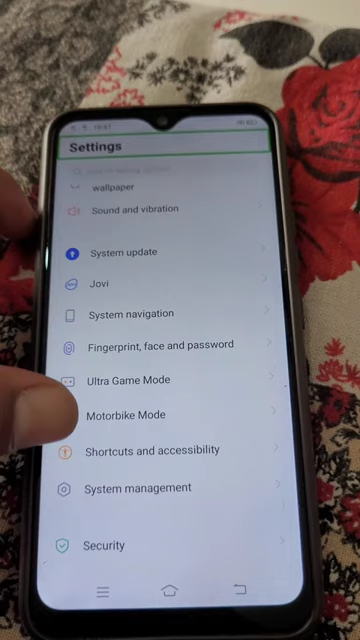 Settings
wallpaper
Sound and vibration
System update
Jovi
System navigation
Fingerprint, face and password
Ultra Game Mode
Motorbike Mode
Shortcuts and accessibility
System management
Security